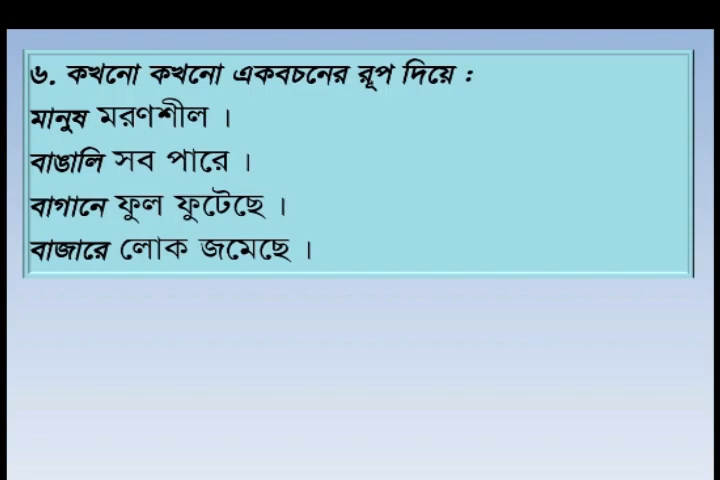 ৬. কখনো কখনো একবচনের রূপ দিয়ে :
মানুষ মরণশীল ।
বাঙালি সব পারে ।
বাগানে ফুল ফুটেছে ।
বাজারে লোক জমেছে ।